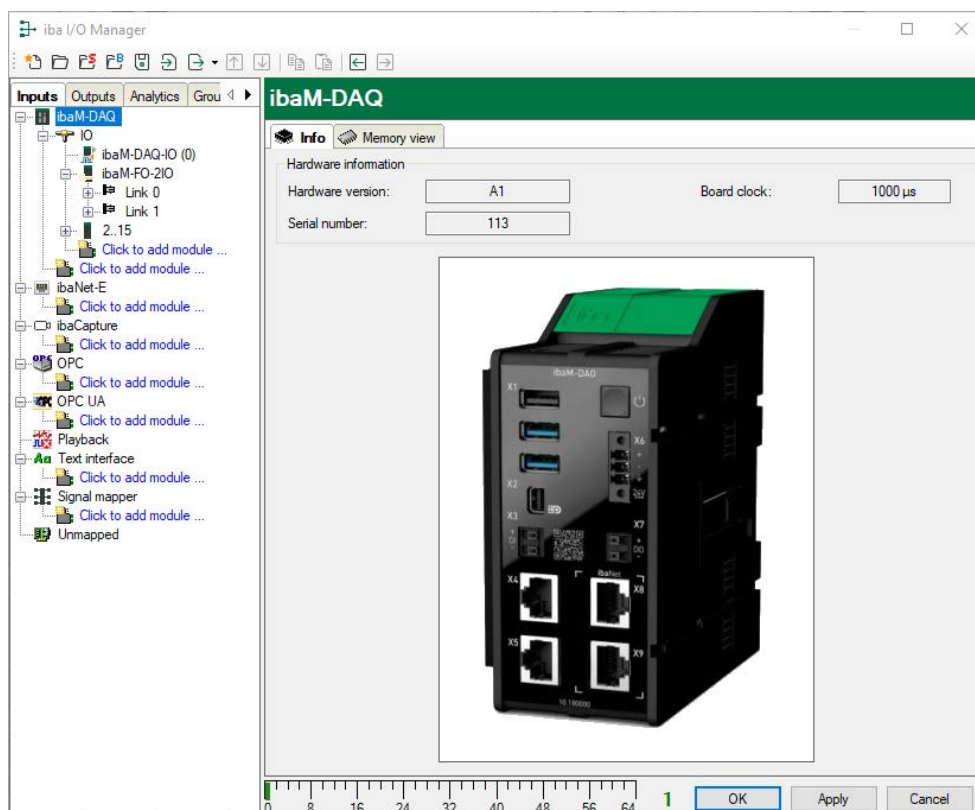 iba I/O Manager
Inputs Outputs Analytics Grou
ibaM-DAQ
ibaM-DAQ
IO
ibaM-DAQ-IO (0)
ibaM-FO-2IO
Link 0
Link 1
2..15
Click to add module ...
Click to add module ...
ibaNet-E
Click to add module ...
ibaCapture
Click to add module ...
OPC
OPC
Click to add module ...
OPC UA
Click to add module ...
Playback
Text interface
Click to add module ...
Signal mapper
Click to add module ...
Unmapped
Info Memory view
Hardware information
Hardware version: A1 Board clock: 1000 µs
Serial number: 113
ibaM-DAQ
X1
X6
X2
24V
X3
X7
DO
ibaNet
X4
X8
X5
X9
10.180000
0 8 16 24 32 40 48 56 64
1 OK Apply Cancel